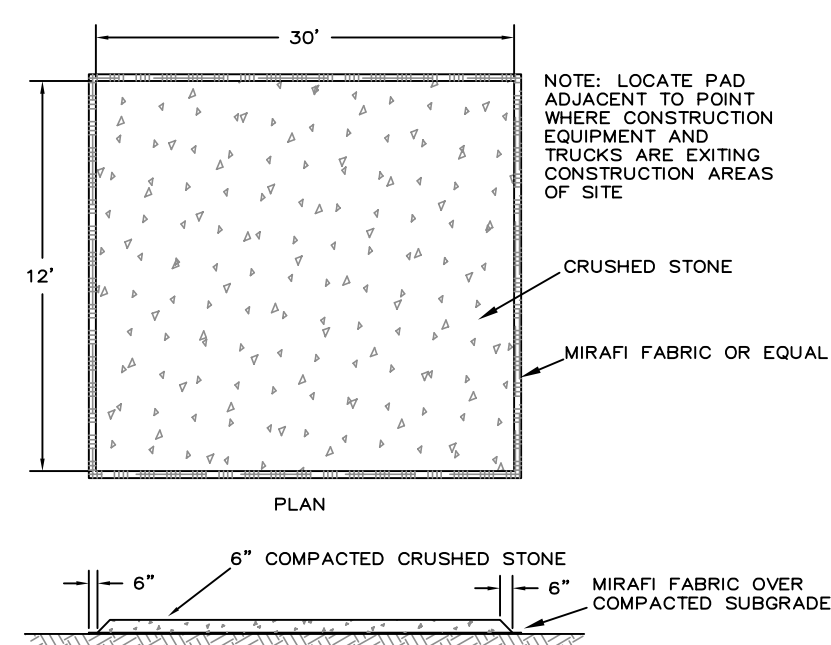 30'
NOTE: LOCATE PAD
ADJACENT TO POINT
WHERE CONSTRUCTION
EQUIPMENT AND
TRUCKS ARE EXITING
CONSTRUCTION AREAS
OF SITE
12'
CRUSHED STONE
MIRAFI FABRIC OR EQUAL
PLAN
6" COMPACTED CRUSHED STONE
6"
6"
MIRAFI FABRIC OVER
COMPACTED SUBGRADE